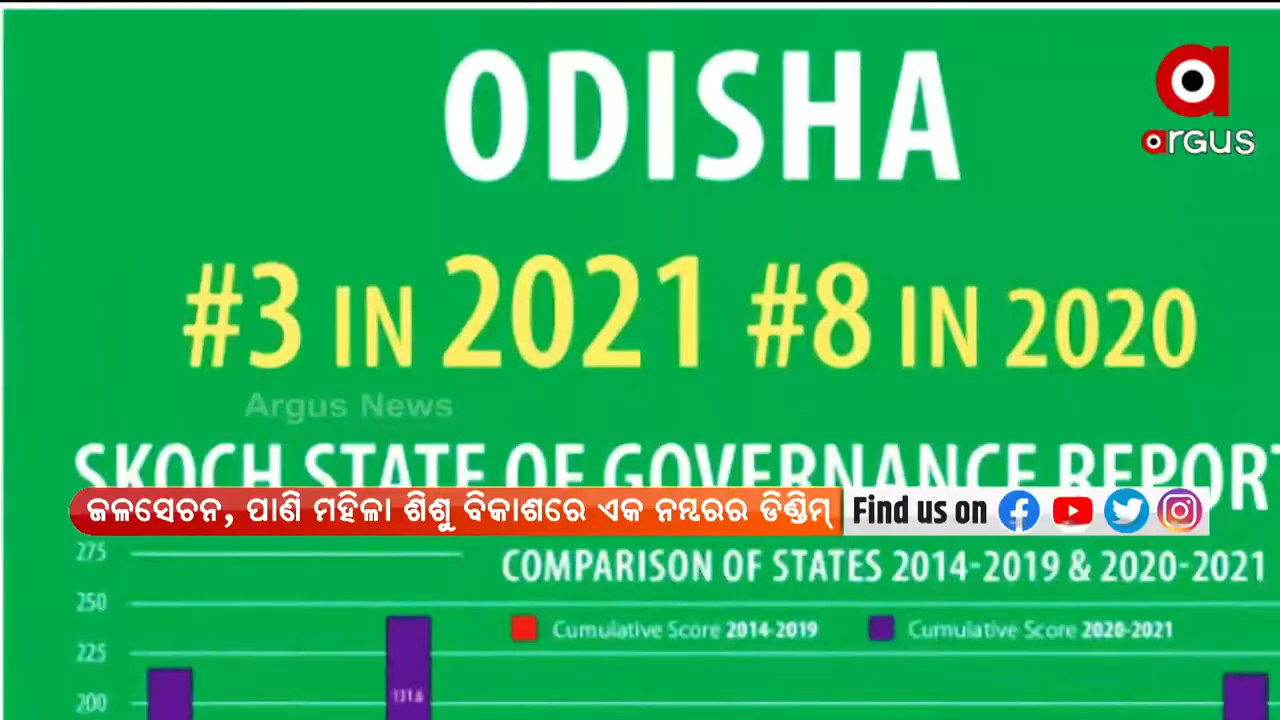 ODISHA
argus
#3 IN 2021 #8 IN 2020
Argus News
SKOCH STATE OF GOVERNANCE REPORT
ଜଳସେଚନ, ପାଣି ମହିଳା ଶିଶୁ ବିକାଶରେ ଏକ ନମ୍ବରର ଡିଣ୍ଡିମ୍
Find us on
275
COMPARISON OF STATES 2014-2019 & 2020-2021
250
Cumulative Score 2014-2019
Cumulative Score 2020-2021
225
200
131.6